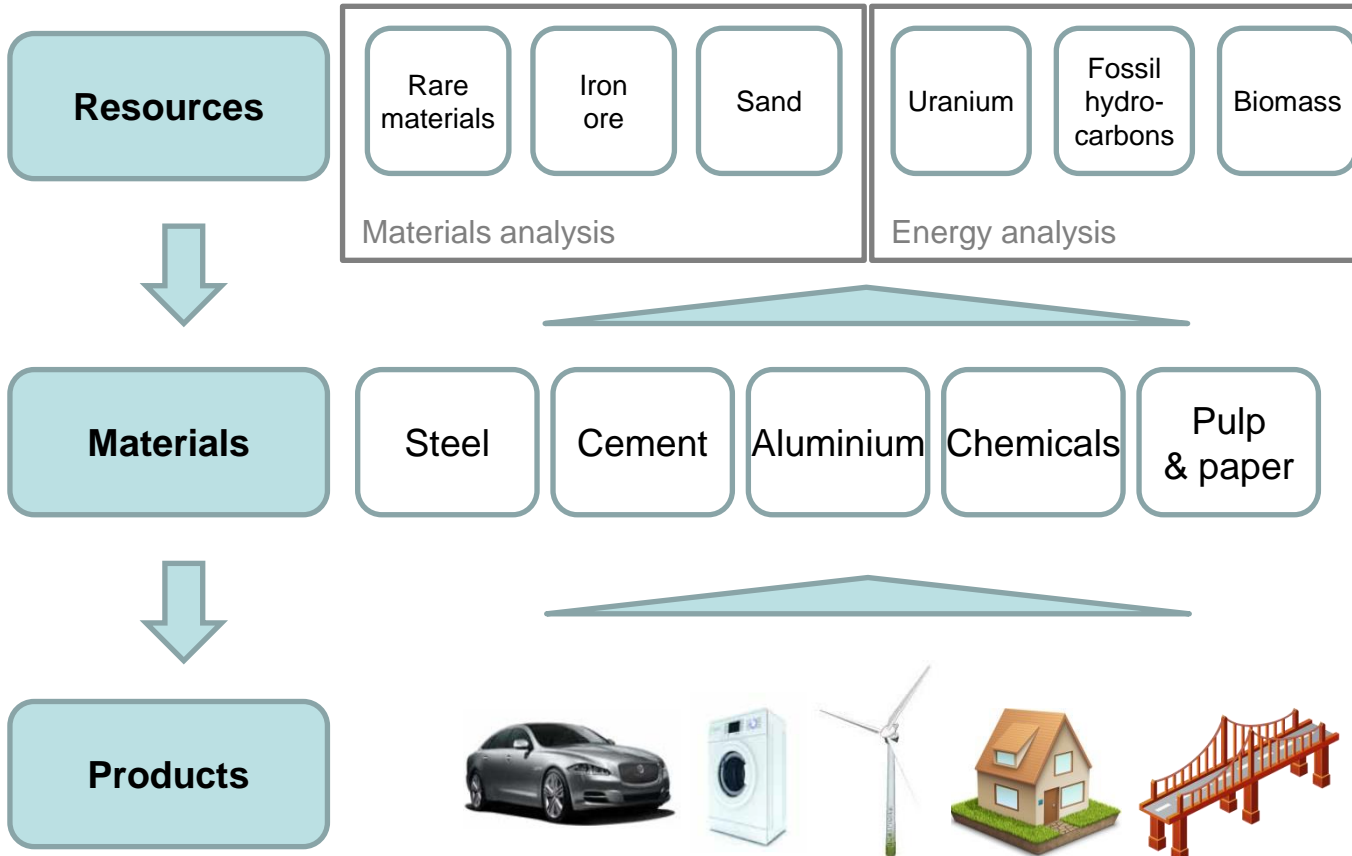 Resources
Rare
materials
Iron
ore
Sand
Uranium
Fossil
hydro-
carbons
Biomass
Materials analysis
Energy analysis
Materials
Steel
Cement
Aluminium
Chemicals
Pulp
& paper
Products